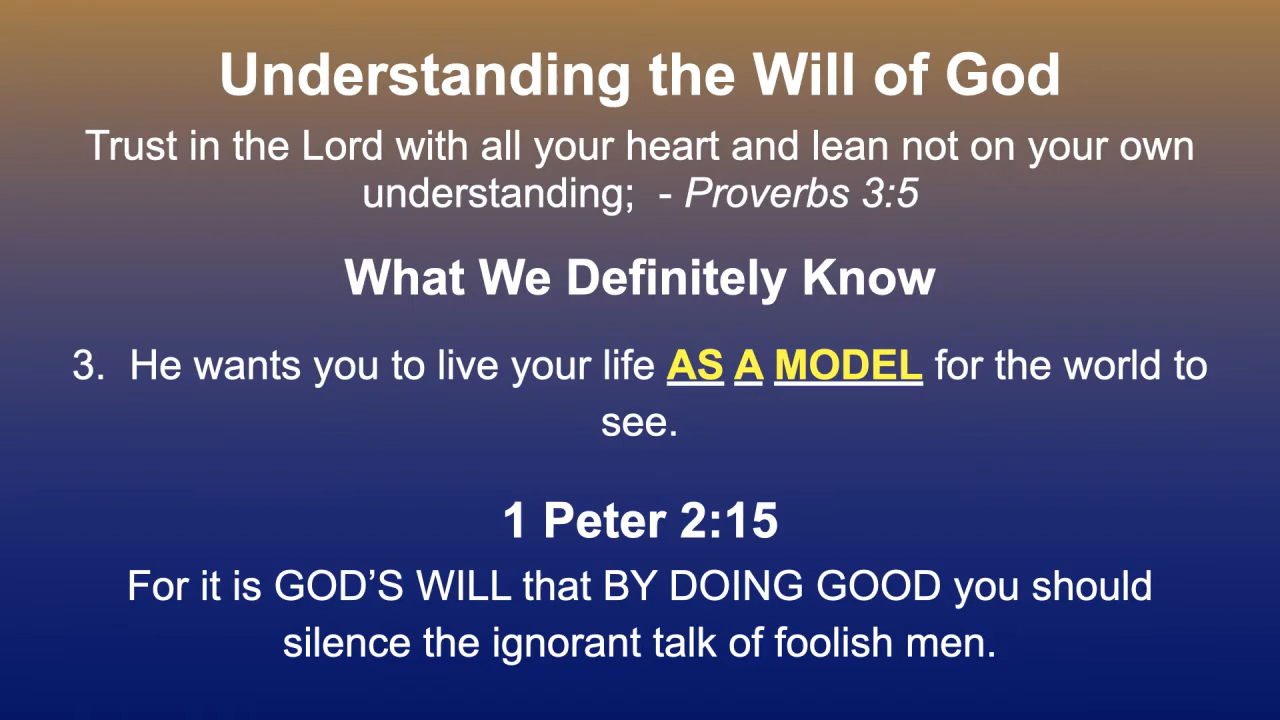 Understanding the Will of God
Trust in the Lord with all your heart and lean not on your own
understanding;  - Proverbs 3:5
What We Definitely Know
3.  He wants you to live your life AS A MODEL for the world to
see.
1 Peter 2:15
For it is GOD’S WILL that BY DOING GOOD you should
silence the ignorant talk of foolish men.